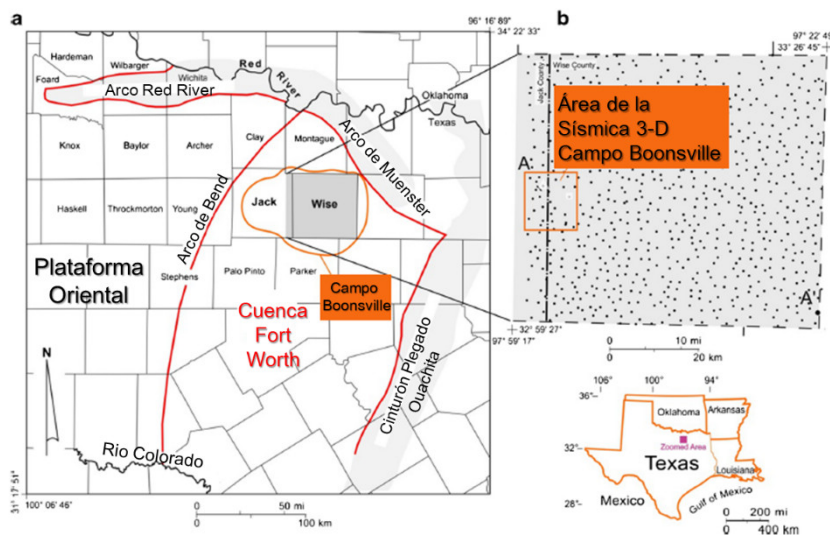 a
96 16 89'
34 22' 33'
Hardeman
Wilbarger
Foard
Wichita
Red
River
Arco Red River
Oklahoma
Texas
Clay
Montague
Arco de Muenster
Knox
Baylor
Archer
Arco de Bend
Jack
Wise
Haskell
Throckmorton
Young
Stephens
Palo Pinto
Parker
Plataforma
Oriental
Campo
Boonsville
Cuenca
Fort
Worth
Cinturón Plegado
Ouachita
N
Rio Colorado
31 17' 51"
100 06' 46"
0
50 mi
0
100 km
32 59' 27"
97 59' 17"
b
97 22' 49"
33 26' 45"
Jack County
Wise County
Área de la
Sísmica 3-D
Campo Boonsville
A
A'
0
10 mi
0
20 km
106°
100°
94°
36°
32°
28°
Oklahoma
Arkansas
Zoomed Area
Texas
Louisiana
Mexico
Gulf of Mexico
0
200 mi
0
400 km